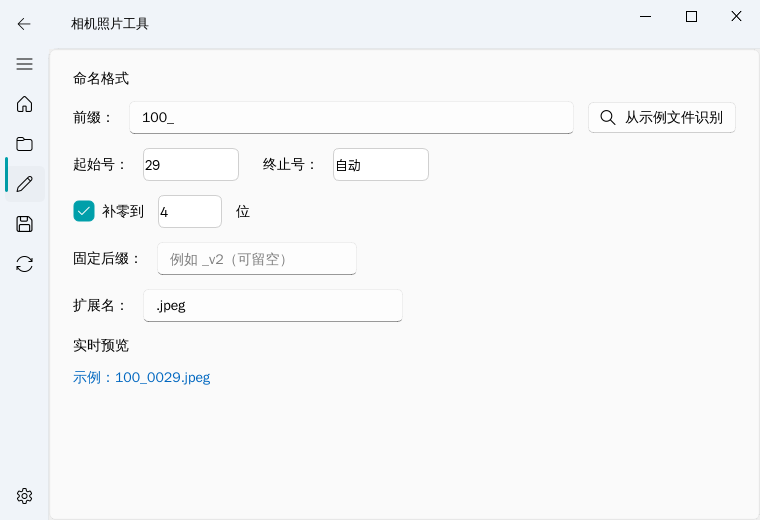 相机照片工具
命名格式
前缀： 100_ 从示例文件识别
起始号： 29 终止号： 自动
补零到 4 位
固定后缀： 例如 _v2（可留空）
扩展名： .jpeg
实时预览
示例：100_0029.jpeg